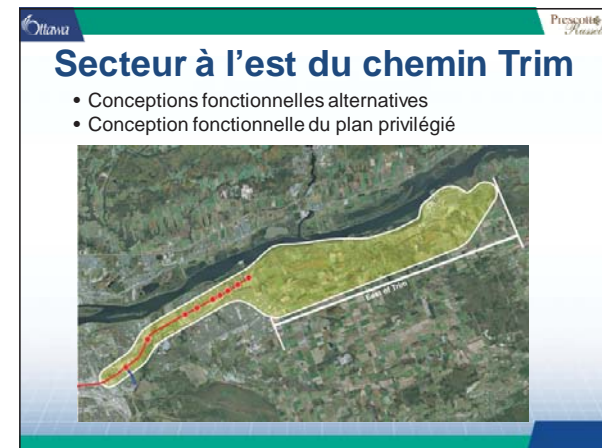 Ottawa
Prescott
Russell
Secteur à l'est du chemin Trim
• Conceptions fonctionnelles alternatives
• Conception fonctionnelle du plan privilégié
East of Trim